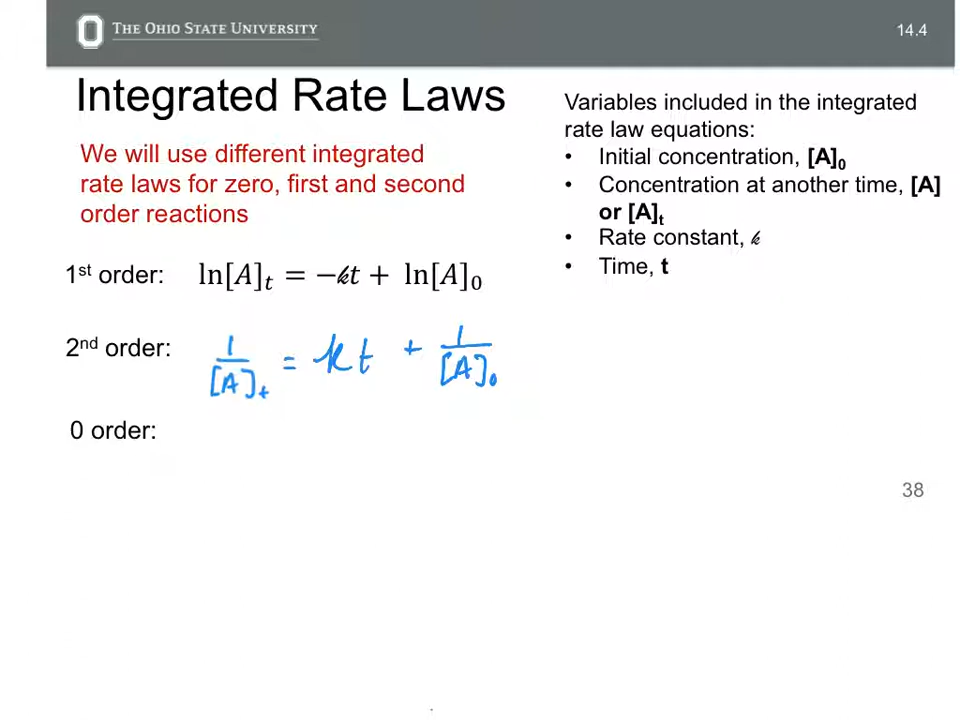 THE OHIO STATE UNIVERSITY
14.4
Integrated Rate Laws
We will use different integrated
rate laws for zero, first and second
order reactions
1st order: ln[A]t = −kt + ln[A]0
2nd order: 1/[A]t = kt + 1/[A]0
0 order:
Variables included in the integrated
rate law equations:
• Initial concentration, [A]0
• Concentration at another time, [A]
or [A]t
• Rate constant, k
• Time, t
38